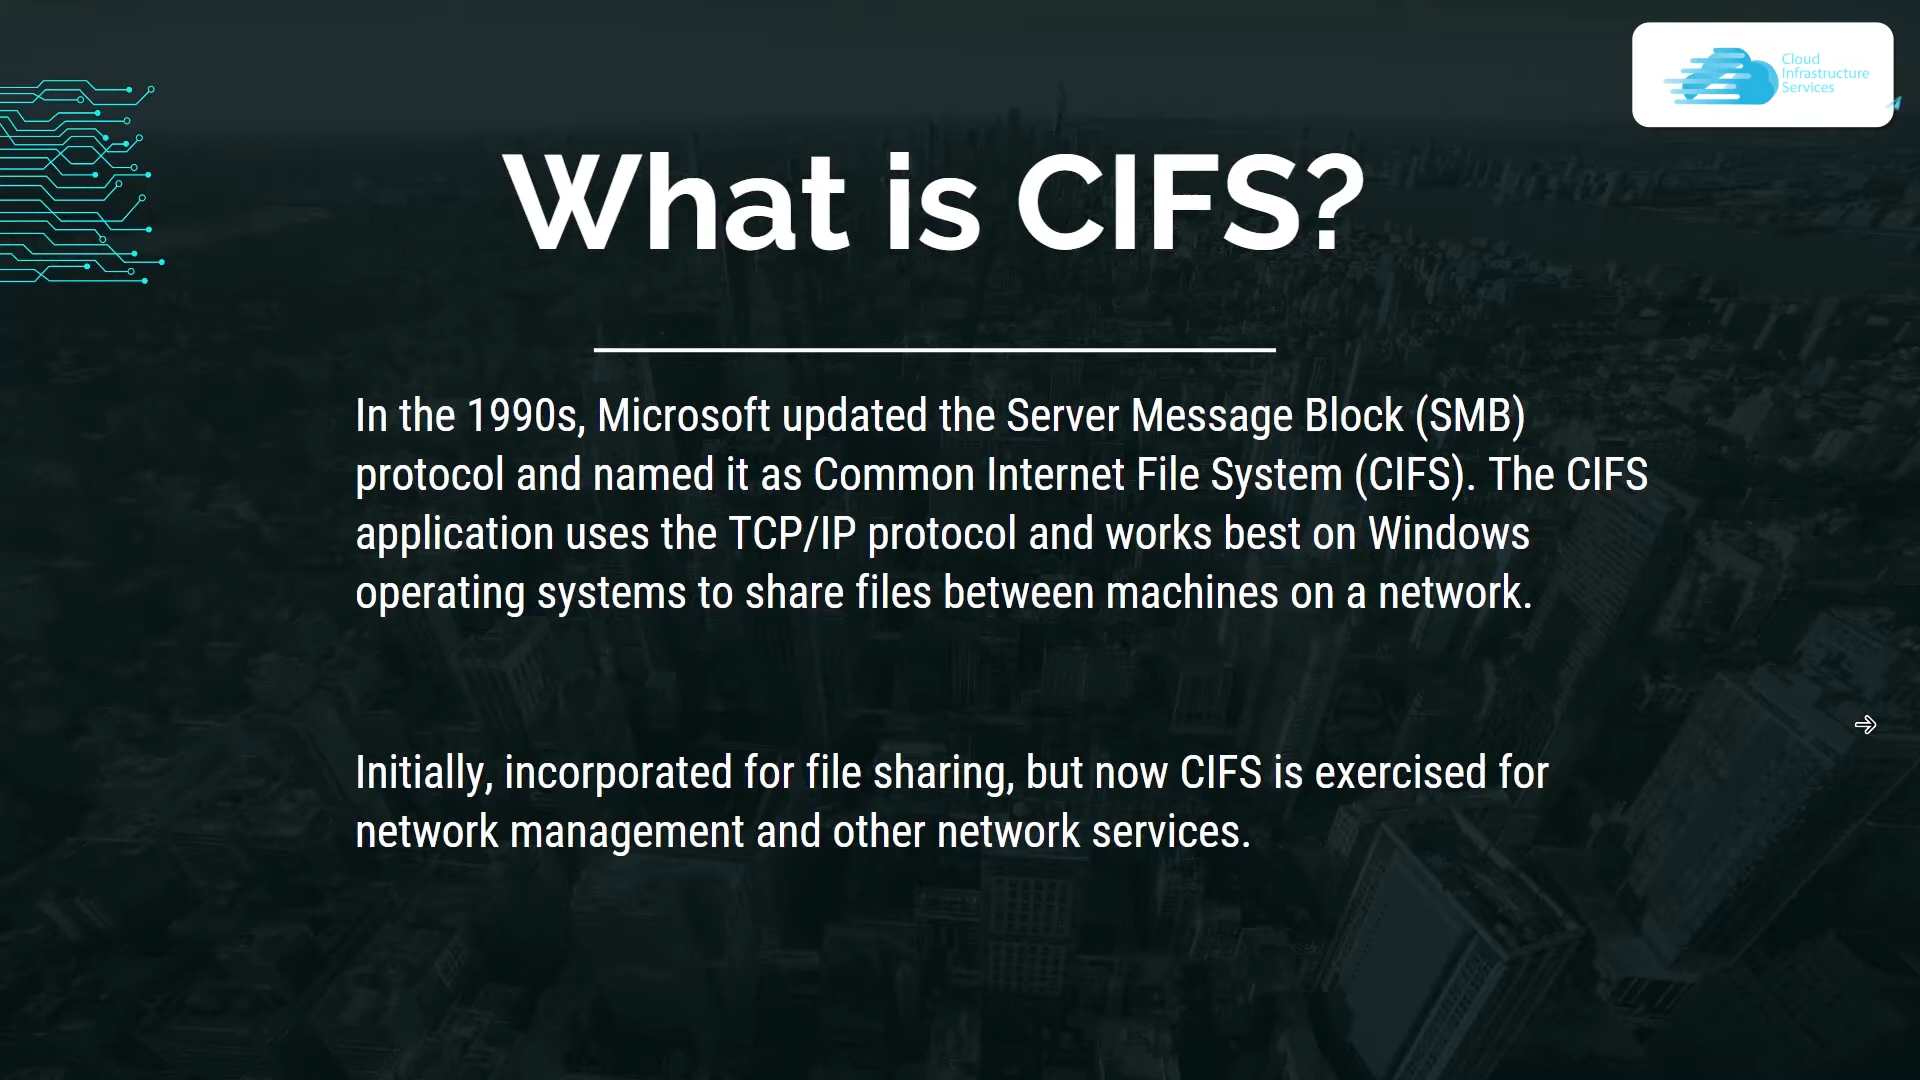 Cloud
Infrastructure
Services
What is CIFS?
In the 1990s, Microsoft updated the Server Message Block (SMB)
protocol and named it as Common Internet File System (CIFS). The CIFS
application uses the TCP/IP protocol and works best on Windows
operating systems to share files between machines on a network.
Initially, incorporated for file sharing, but now CIFS is exercised for
network management and other network services.